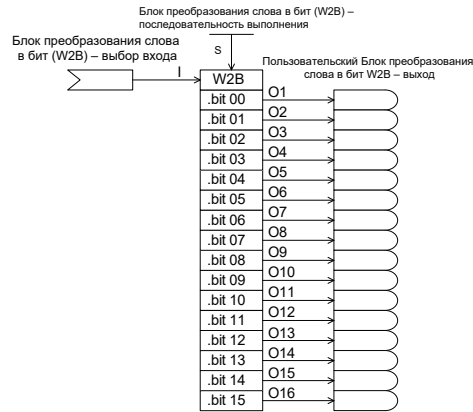 Блок преобразования слова в бит (W2B) –
последовательность выполнения
Блок преобразования слова
в бит (W2B) – выбор входа
S
I
Пользовательский Блок преобразования
слова в бит W2B – выход
W2B
.bit 00 O1
.bit 01 O2
.bit 02 O3
.bit 03 O4
.bit 04 O5
.bit 05 O6
.bit 06 O7
.bit 07 O8
.bit 08 O9
.bit 09 O10
.bit 10 O11
.bit 11 O12
.bit 12 O13
.bit 13 O14
.bit 14 O15
.bit 15 O16